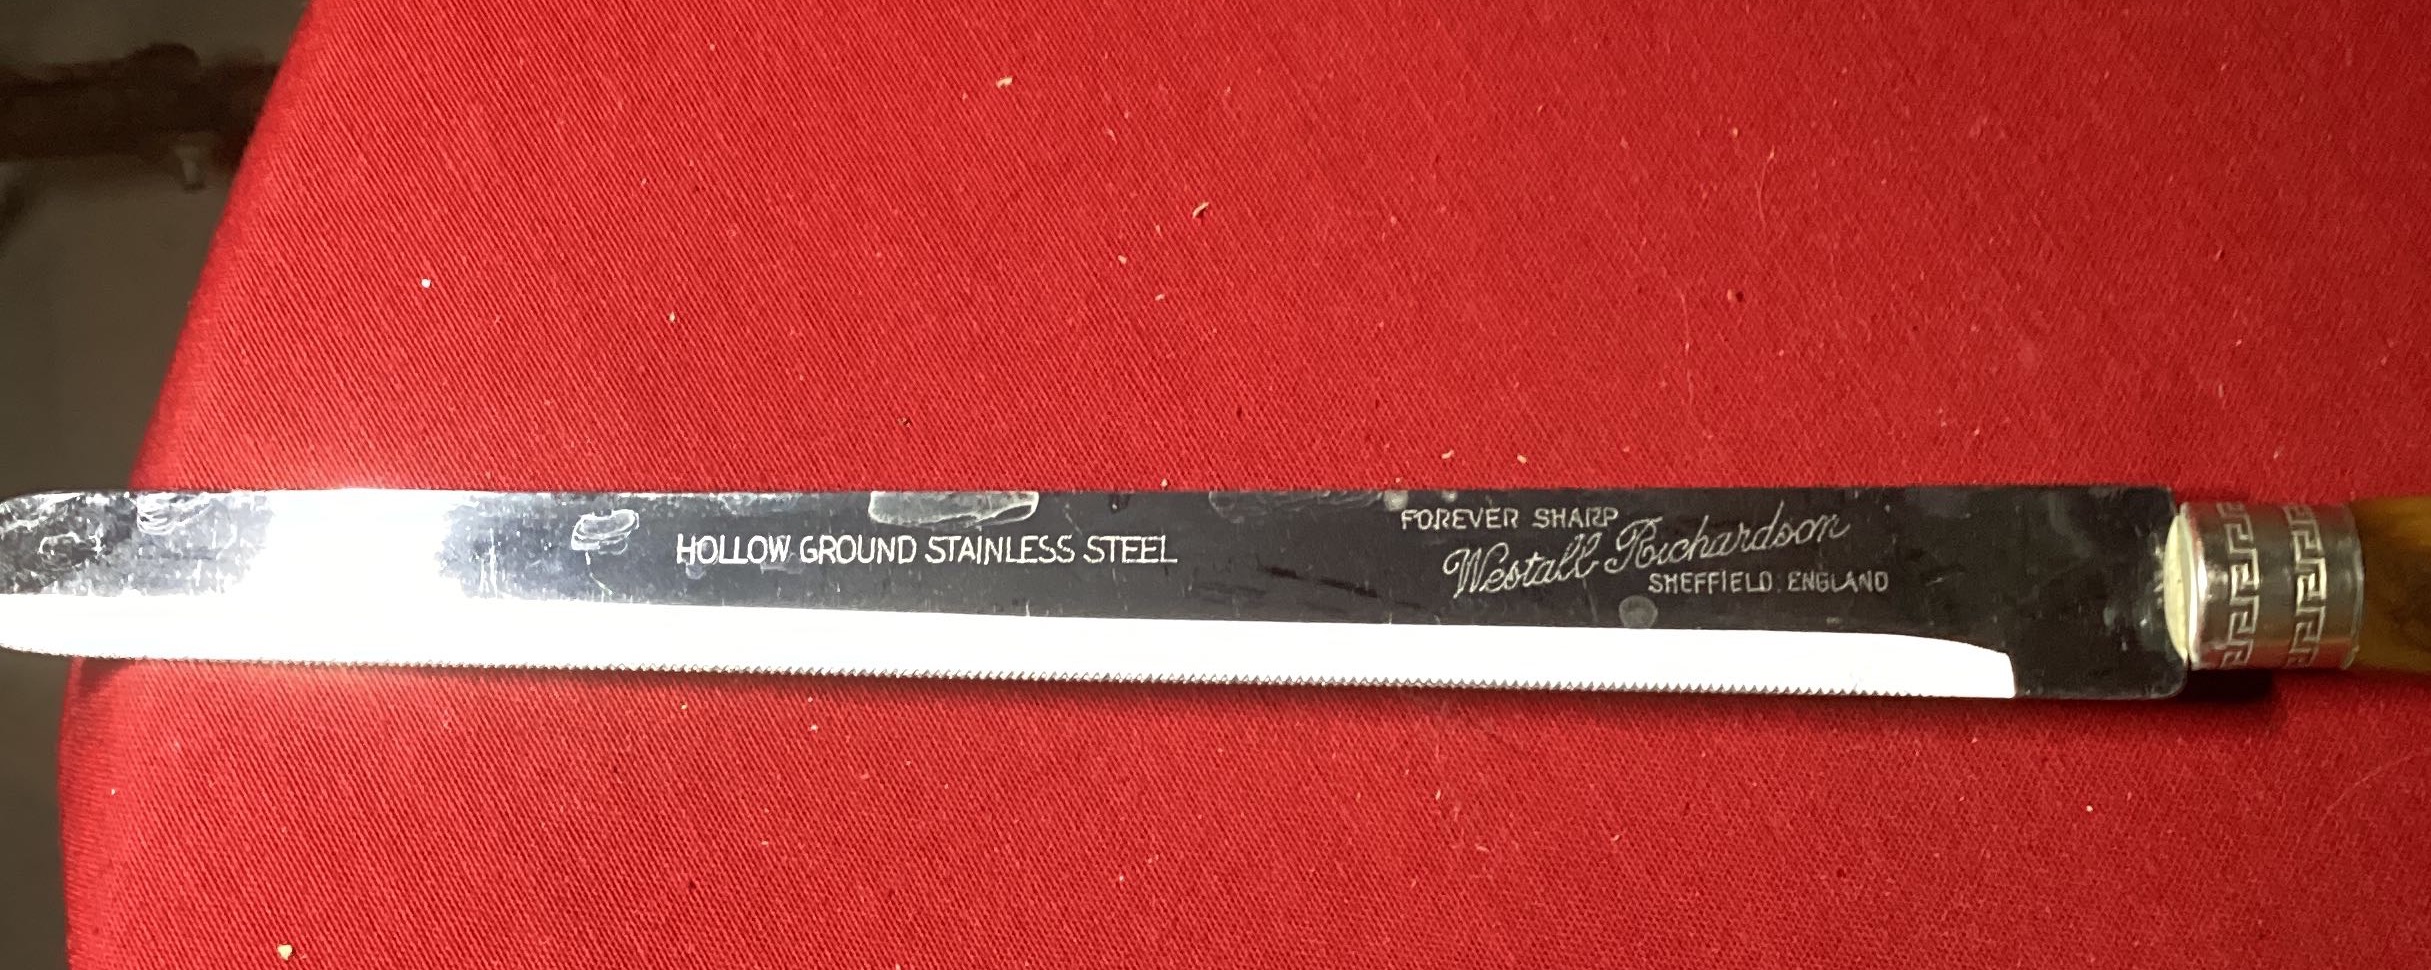 HOLLOW GROUND STAINLESS STEEL
FOREVER SHARP
Westall Richardson
SHEFFIELD. ENGLAND